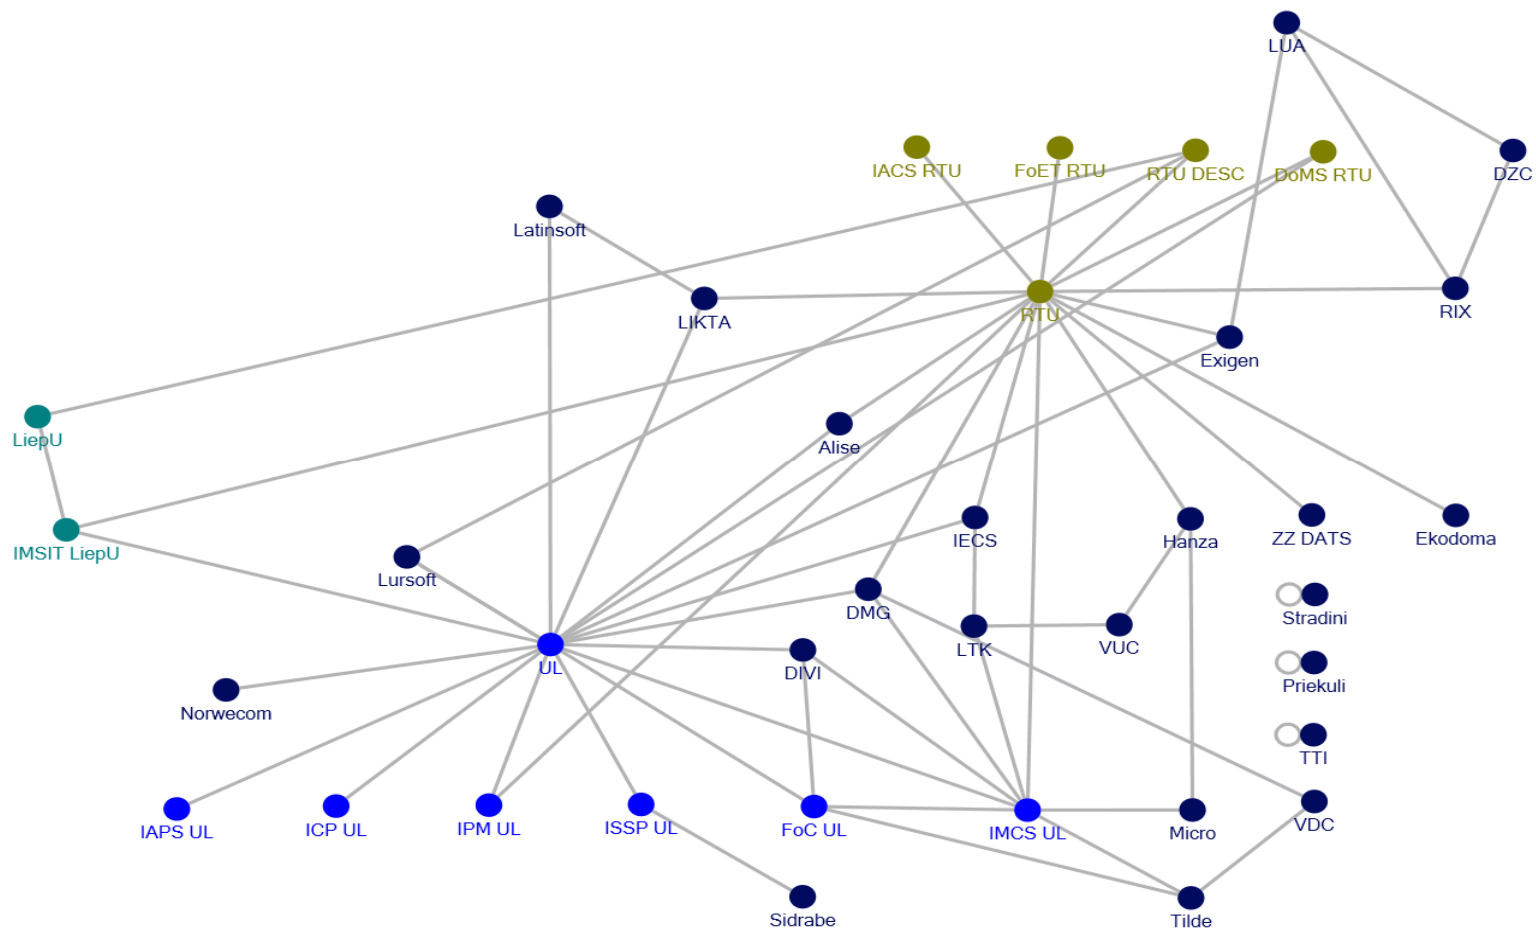 LUA
IACS RTU
FoET RTU
RTU DESC
DoMS RTU
DZC
Latinsoft
LIKTA
RTU
RIX
Exigen
LiepU
Alise
IMSIT LiepU
Lursoft
IECS
Hanza
ZZ DATS
Ekodoma
DMG
Stradini
UL
DIVI
LTK
VUC
Priekuli
Norwecom
TTI
IAPS UL
ICP UL
IPM UL
ISSP UL
FoC UL
IMCS UL
Micro
VDC
Sidrabe
Tilde